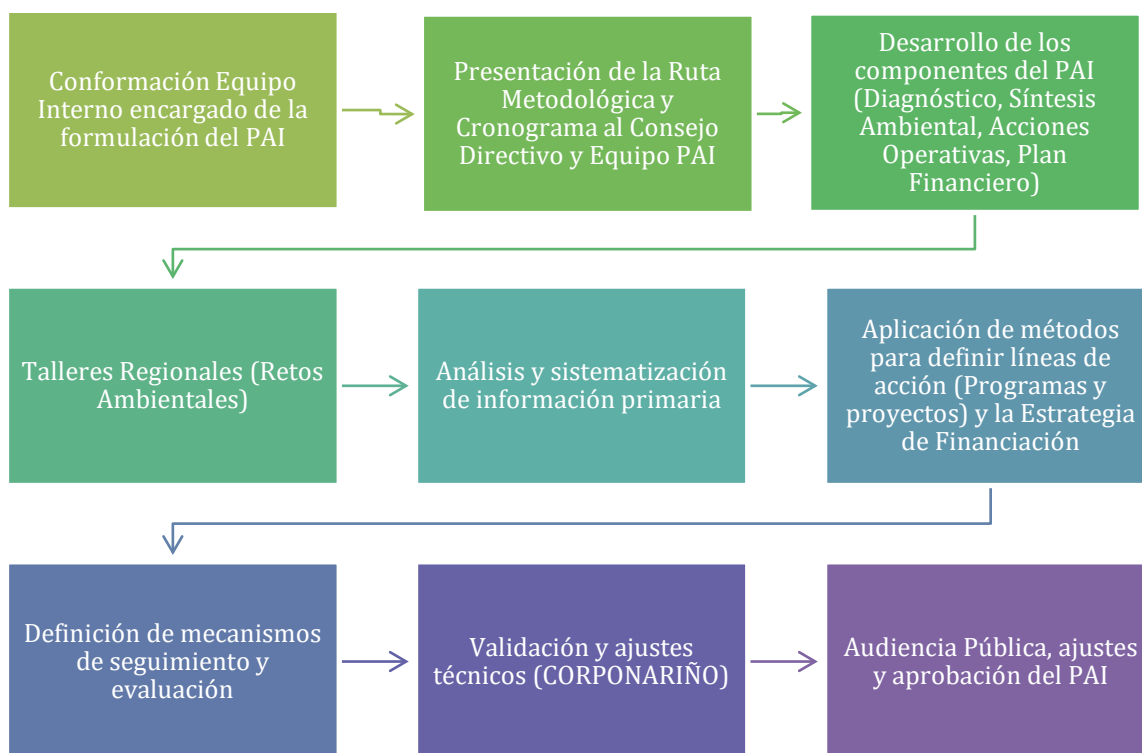 Conformación Equipo
Interno encargado de la
formulación del PAI
Presentación de la Ruta
Metodológica y
Cronograma al Consejo
Directivo y Equipo PAI
Desarrollo de los
componentes del PAI
(Diagnóstico, Síntesis
Ambiental, Acciones
Operativas, Plan
Financiero)
Talleres Regionales (Retos
Ambientales)
Análisis y sistematización
de información primaria
Aplicación de métodos
para definir líneas de
acción (Programas y
proyectos) y la Estrategia
de Financiación
Definición de mecanismos
de seguimiento y
evaluación
Validación y ajustes
técnicos (CORPONARIÑO)
Audiencia Pública, ajustes
y aprobación del PAI